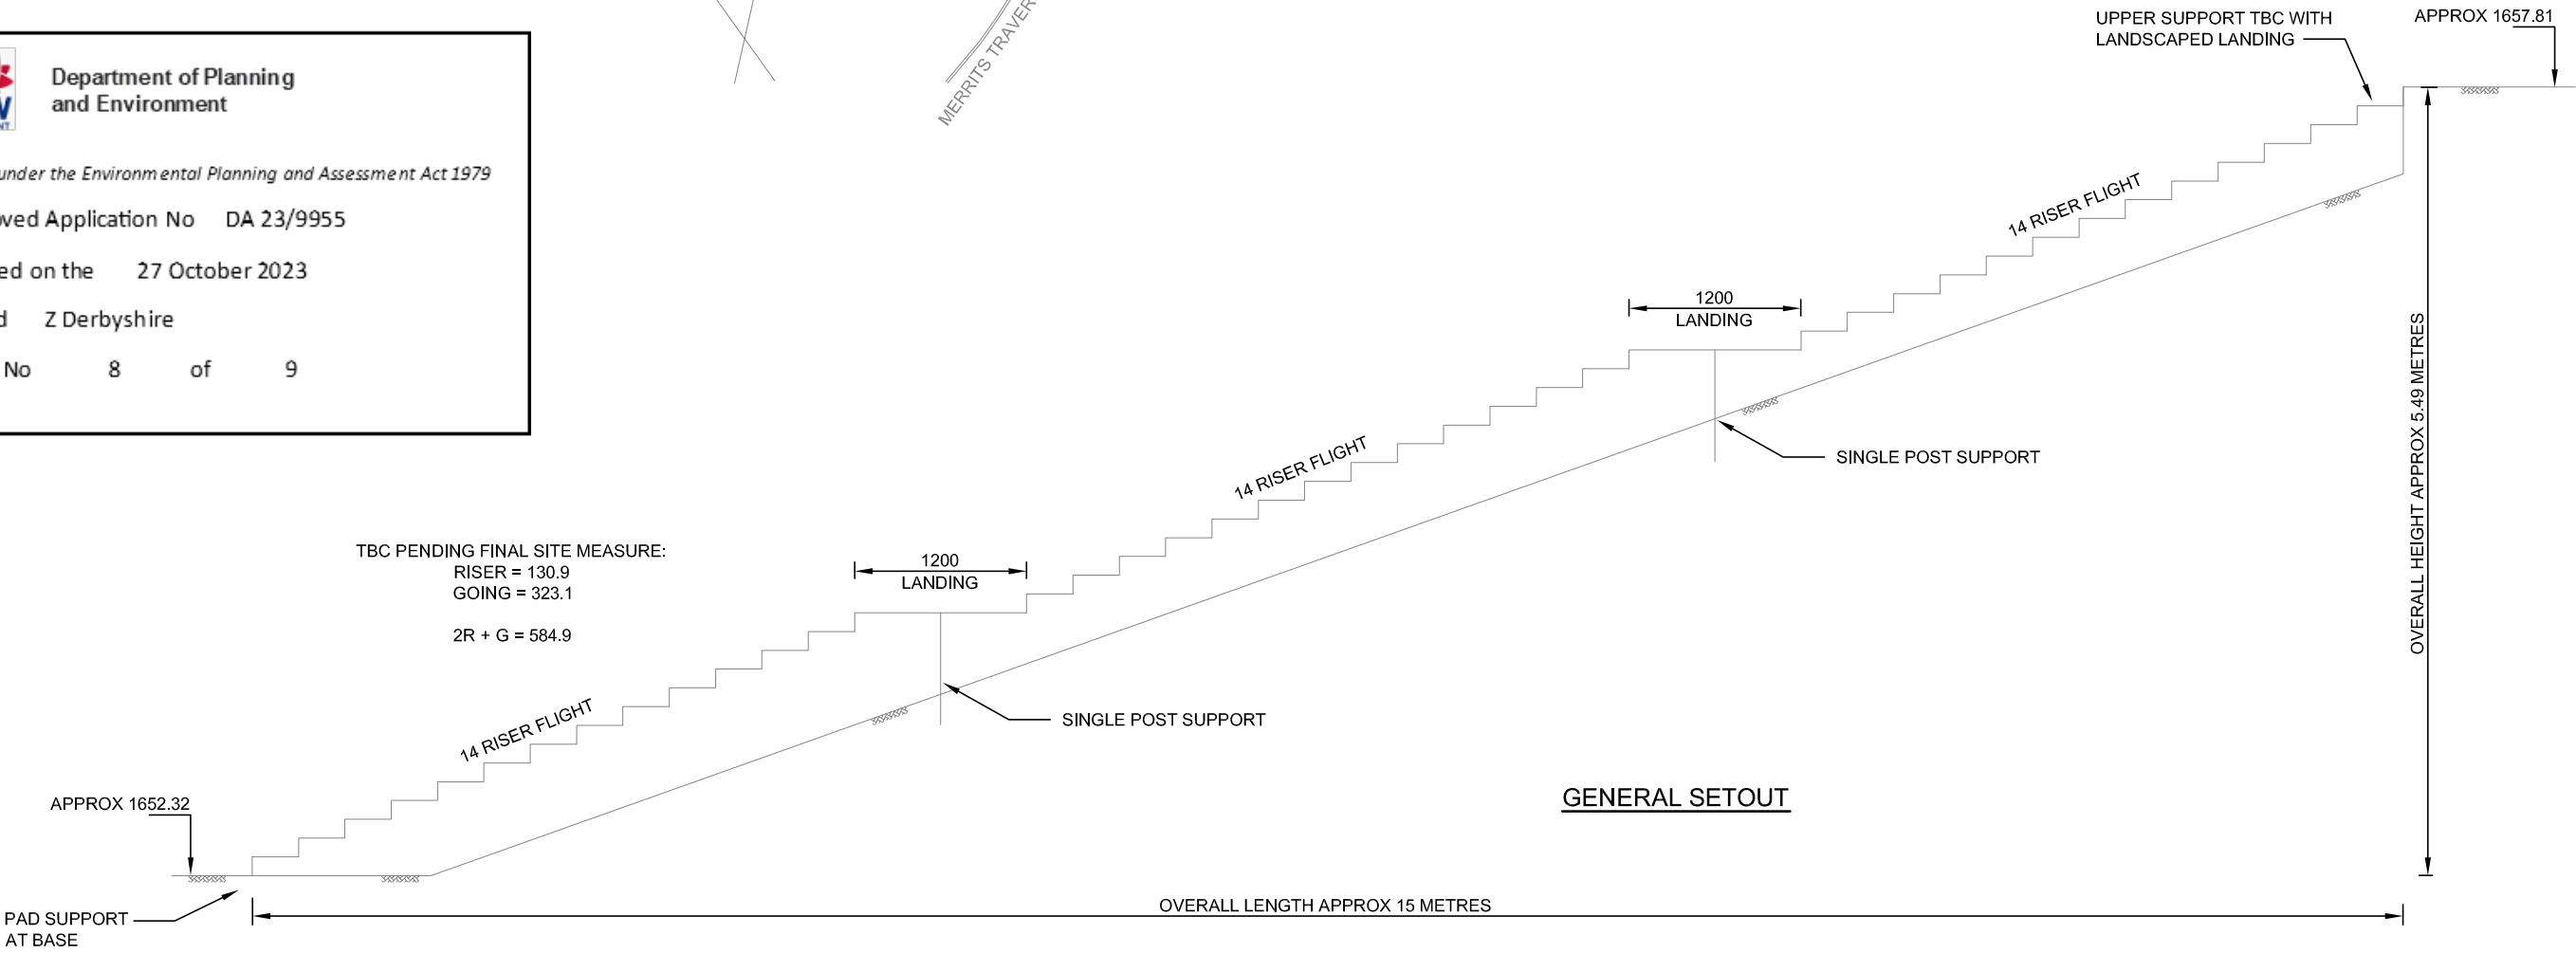 Department of Planning
and Environment
under the Environmental Planning and Assessment Act 1979
Application No DA 23/9955
on the 27 October 2023
Z Derbyshire
No 8 of 9
MERRITS
UPPER SUPPORT TBC WITH
LANDSCAPED LANDING
APPROX 1657.81
14 RISER FLIGHT
1200
LANDING
OVERALL HEIGHT APPROX 5.49 METRES
SINGLE POST SUPPORT
14 RISER FLIGHT
TBC PENDING FINAL SITE MEASURE:
RISER = 130.9
GOING = 323.1
2R + G = 584.9
1200
LANDING
SINGLE POST SUPPORT
14 RISER FLIGHT
APPROX 1652.32
GENERAL SETOUT
PAD SUPPORT
AT BASE
OVERALL LENGTH APPROX 15 METRES